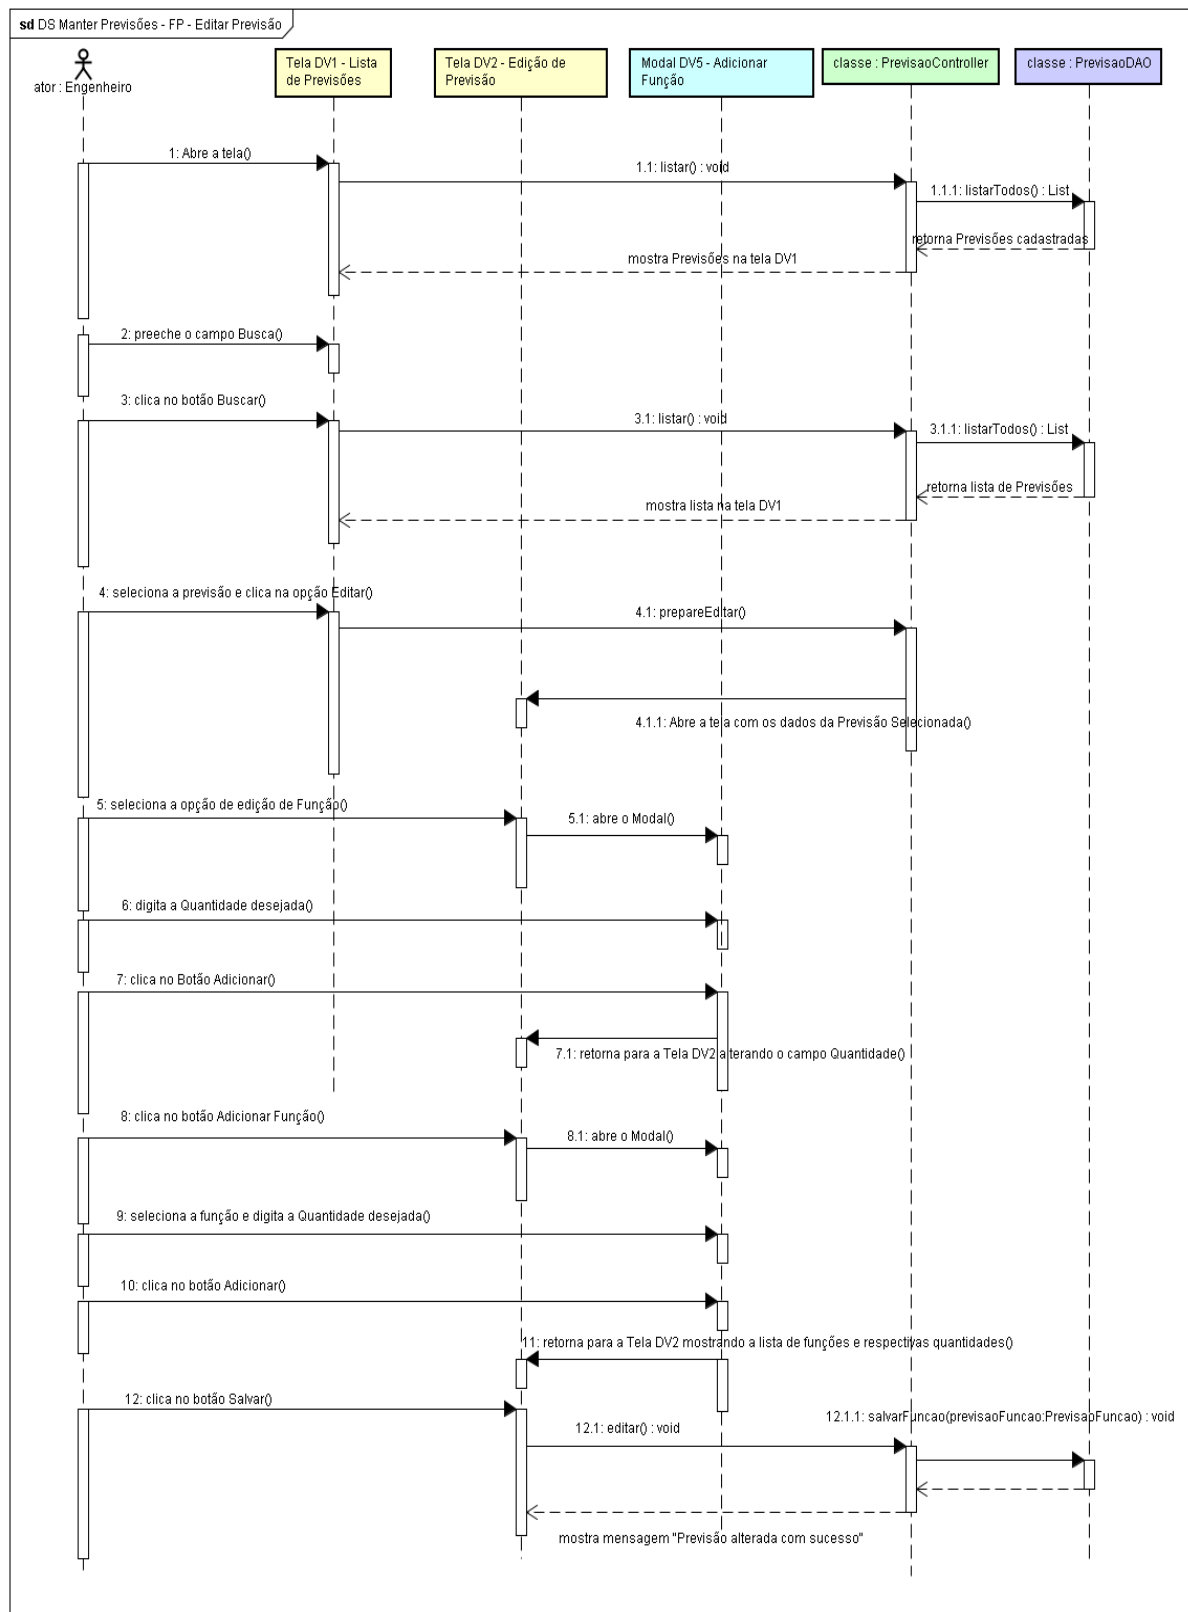 sd DS Manter Previsões - FP - Editar Previsão
ator : Engenheiro
Tela DV1 - Lista
de Previsões
Tela DV2 - Edição de
Previsão
Modal DV5 - Adicionar
Função
classe : PrevisaoController
classe : PrevisaoDAO
1: Abre a tela()
1.1: listar() : void
1.1.1: listarTodos() : List
retorna Previsões cadastradas
mostra Previsões na tela DV1
2: preeche o campo Busca()
3: clica no botão Buscar()
3.1: listar() : void
3.1.1: listarTodos() : List
retorna lista de Previsões
mostra lista na tela DV1
4: seleciona a previsão e clica na opção Editar()
4.1: prepareEditar()
4.1.1: Abre a tela com os dados da Previsão Selecionada()
5: seleciona a opção de edição de Função()
5.1: abre o Modal()
6: digita a Quantidade desejada()
7: clica no Botão Adicionar()
7.1: retorna para a Tela DV2 alterando o campo Quantidade()
8: clica no botão Adicionar Função()
8.1: abre o Modal()
9: seleciona a função e digita a Quantidade desejada()
10: clica no botão Adicionar()
11: retorna para a Tela DV2 mostrando a lista de funções e respectivas quantidades()
12: clica no botão Salvar()
12.1: editar() : void
12.1.1: salvarFuncao(previsaoFuncao:PrevisaoFuncao) : void
mostra mensagem "Previsão alterada com sucesso"